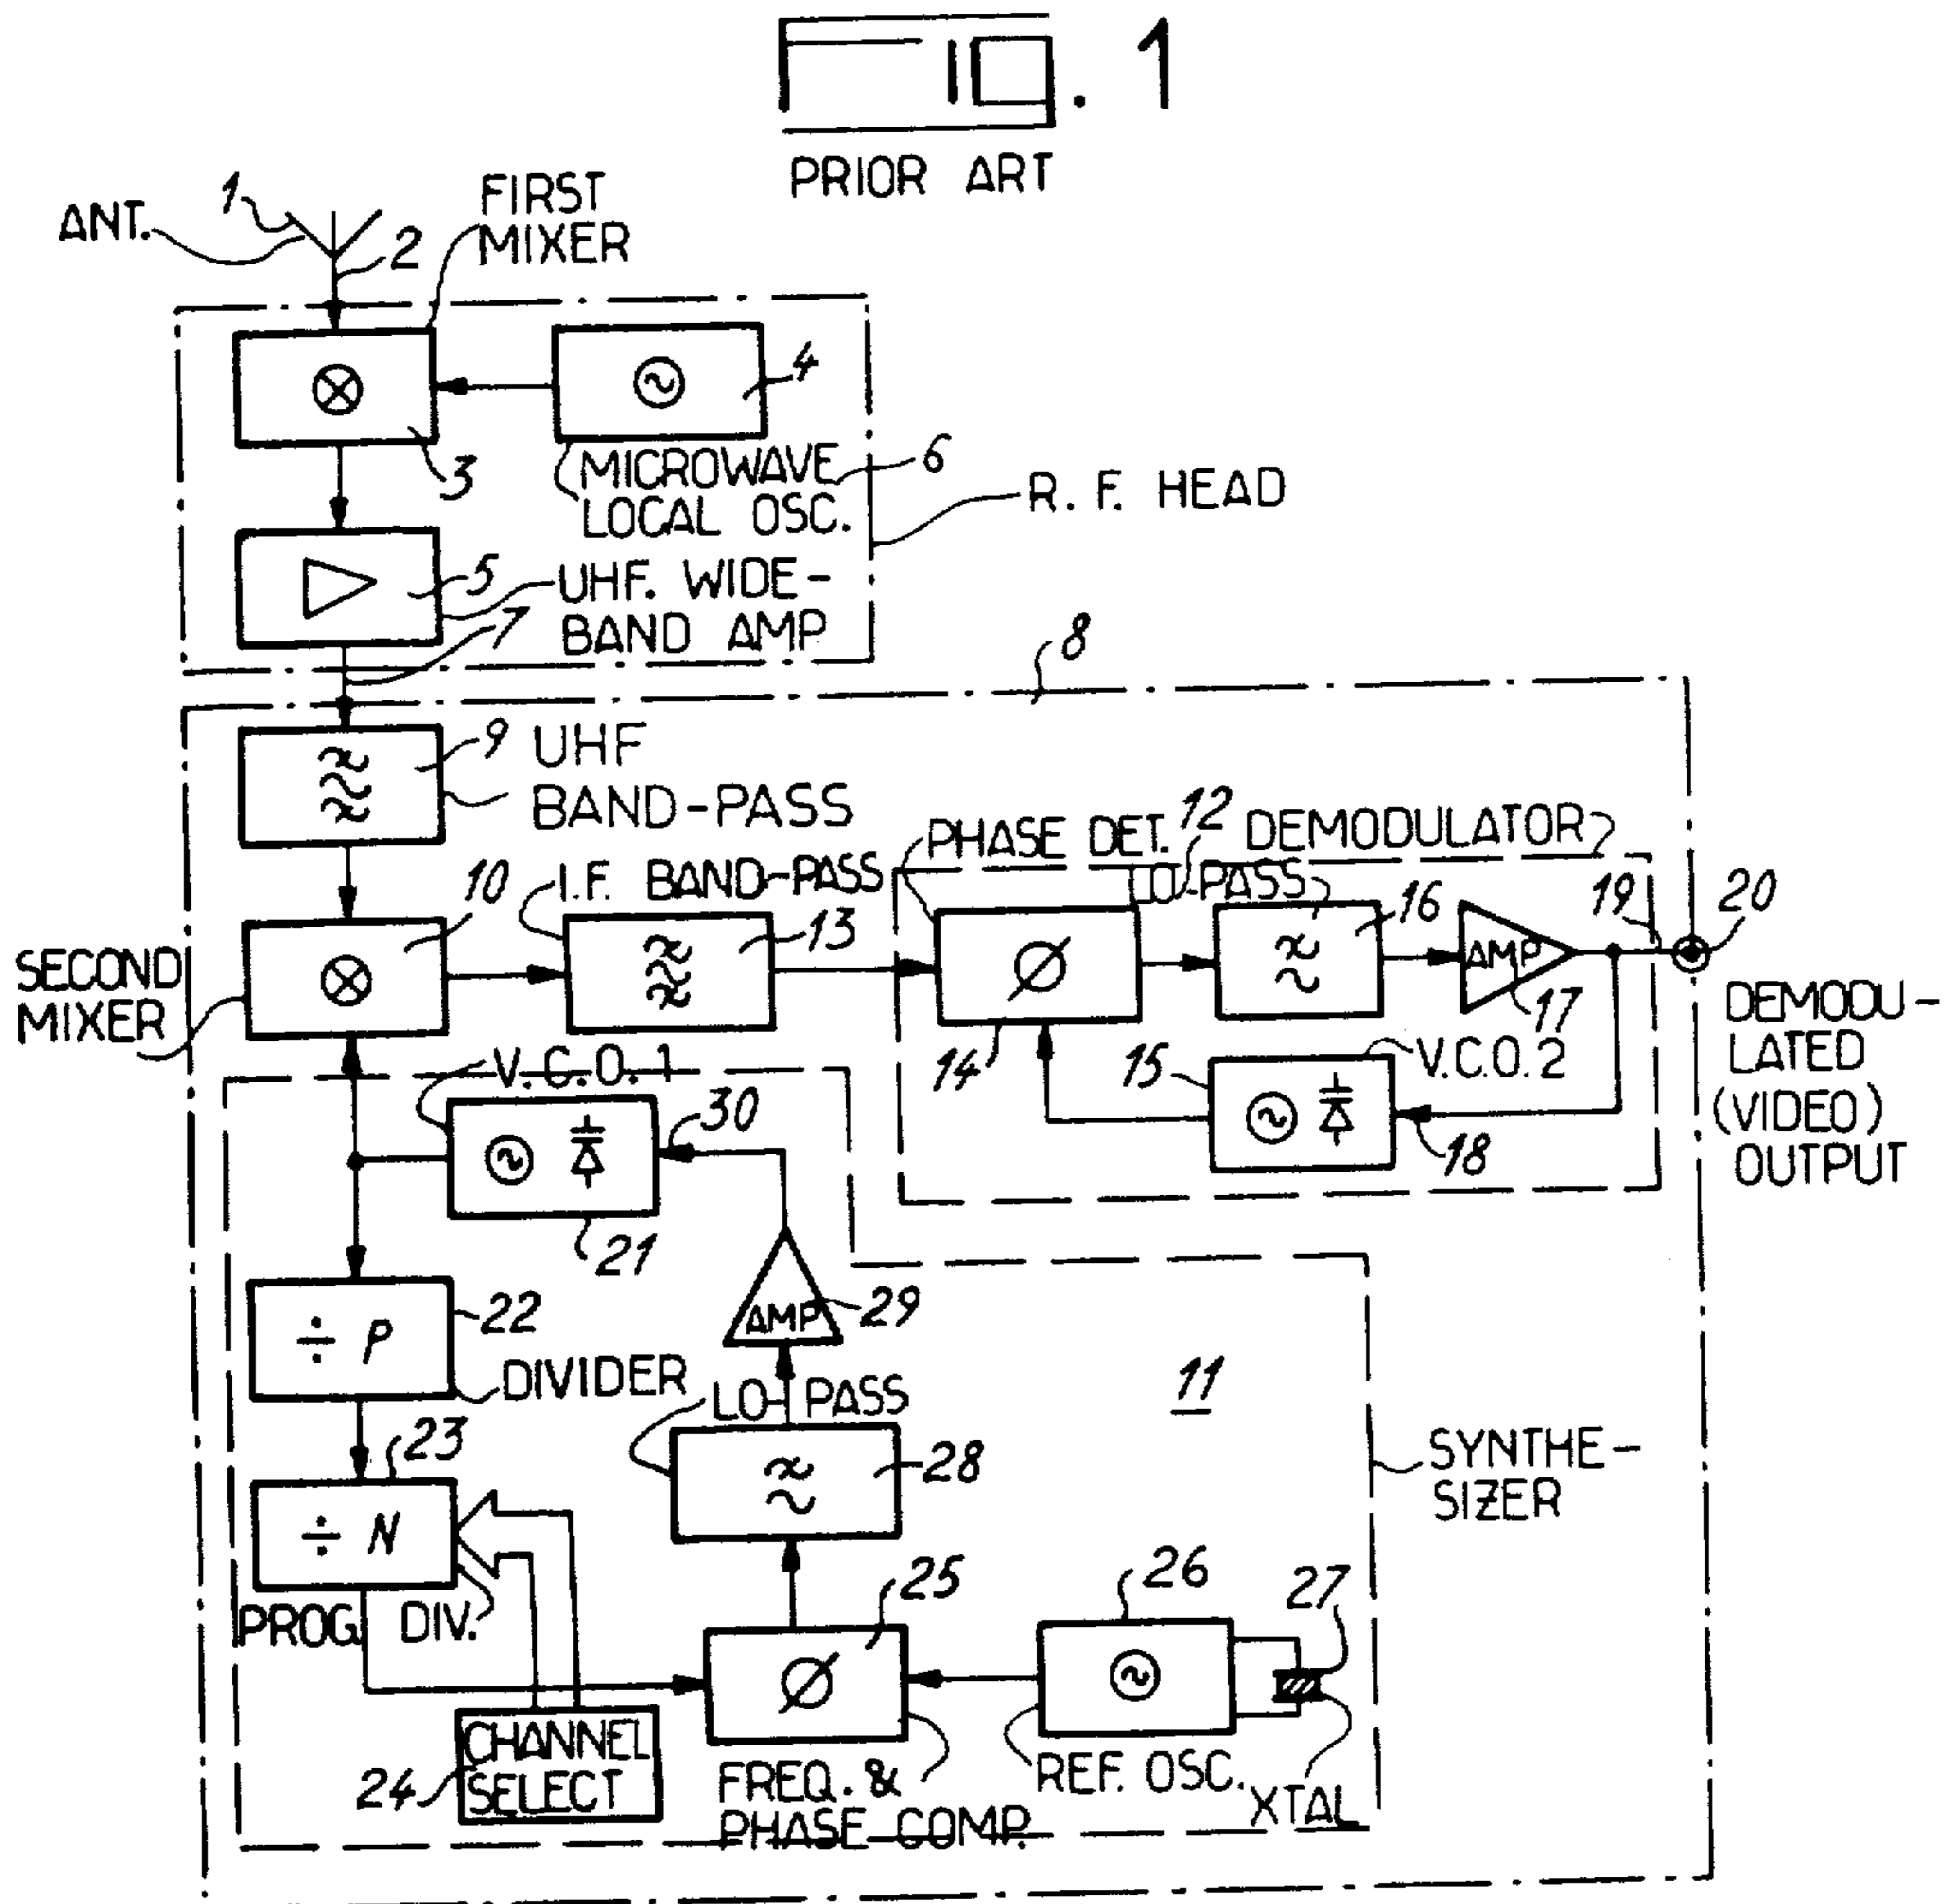 FIG. 1
PRIOR ART
ANT.
1
2
FIRST
MIXER
4
3
MICROWAVE
LOCAL OSC.
6
R. F. HEAD
5
UHF. WIDE-
BAND AMP
7
8
9
UHF
BAND-PASS
10
SECOND
MIXER
I.F. BAND-PASS
13
PHASE DET.
12
DEMODULATOR
LO-PASS
14
16
AMP
17
19
20
DEMODU-
LATED
(VIDEO)
OUTPUT
15
V.C.O. 2
18
V.C.O. 1
30
21
÷ P
22
DIVIDER
AMP
29
11
LO-PASS
28
SYNTHE-
SIZER
23
÷ N
PROG. DIV.
25
26
27
CHANNEL
SELECT
24
FREQ. &
PHASE COMP.
REF. OSC.
XTAL